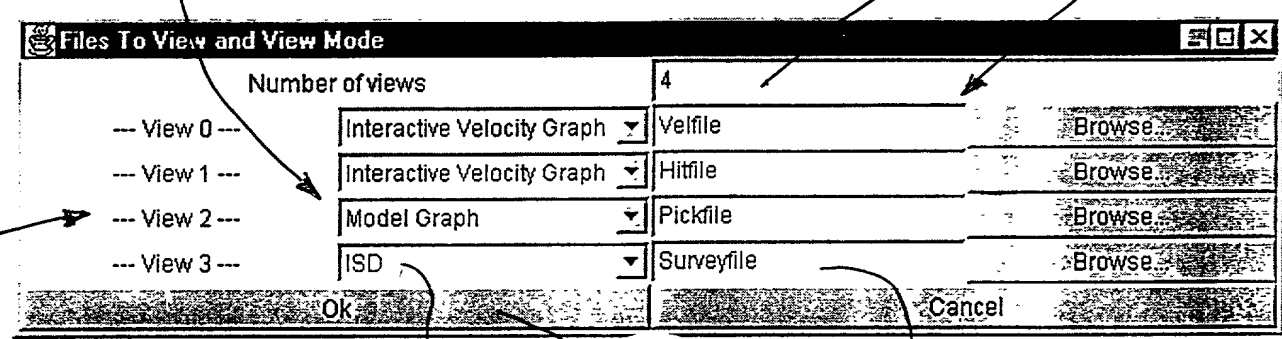 Files To View and View Mode
Number of views 4
--- View 0 --- Interactive Velocity Graph Velfile Browse...
--- View 1 --- Interactive Velocity Graph Hitfile Browse...
--- View 2 --- Model Graph Pickfile Browse...
--- View 3 --- ISD Surveyfile Browse...
Ok Cancel